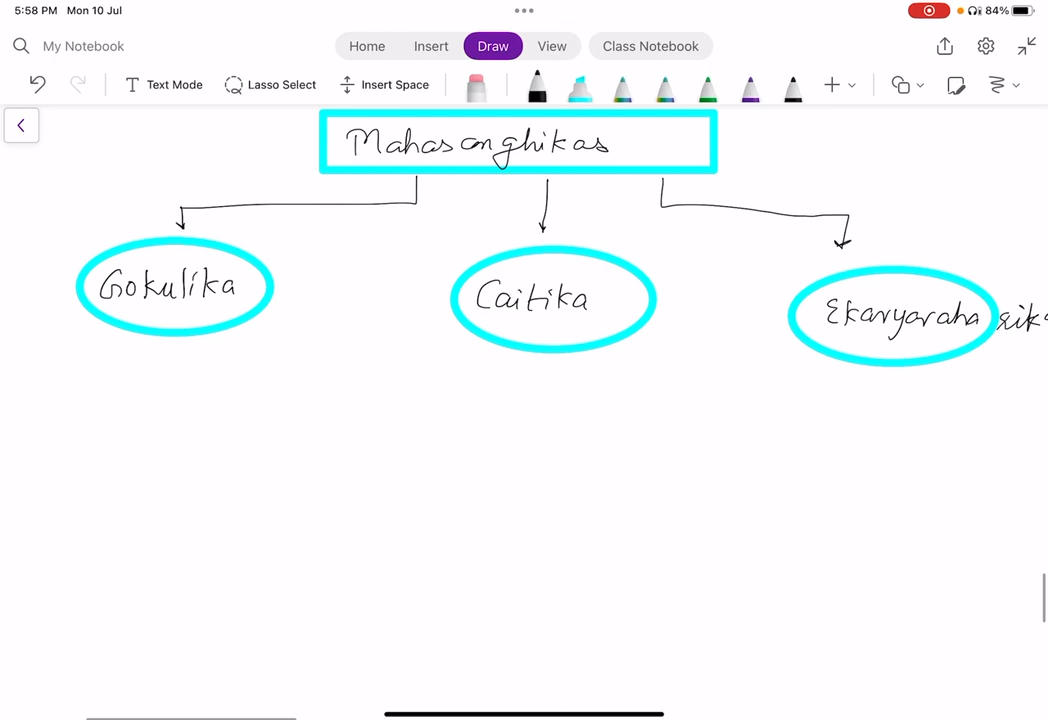 5:58 PM Mon 10 Jul
84%
My Notebook
Home Insert Draw View Class Notebook
Text Mode Lasso Select Insert Space
Mahasanghikas
Gokulika Caitika Ekaryaraha